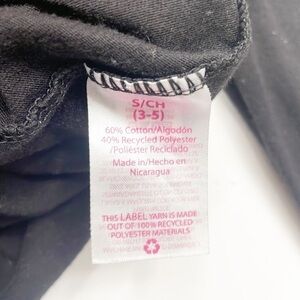 S/CH
(3-5)
60% Cotton/Algodón
40% Recycled Polyester
/Poliéster Reciclado
Made in/Hecho en
Nicaragua
THIS LABEL YARN IS MADE
OUT OF 100% RECYCLED
POLYESTER MATERIALS